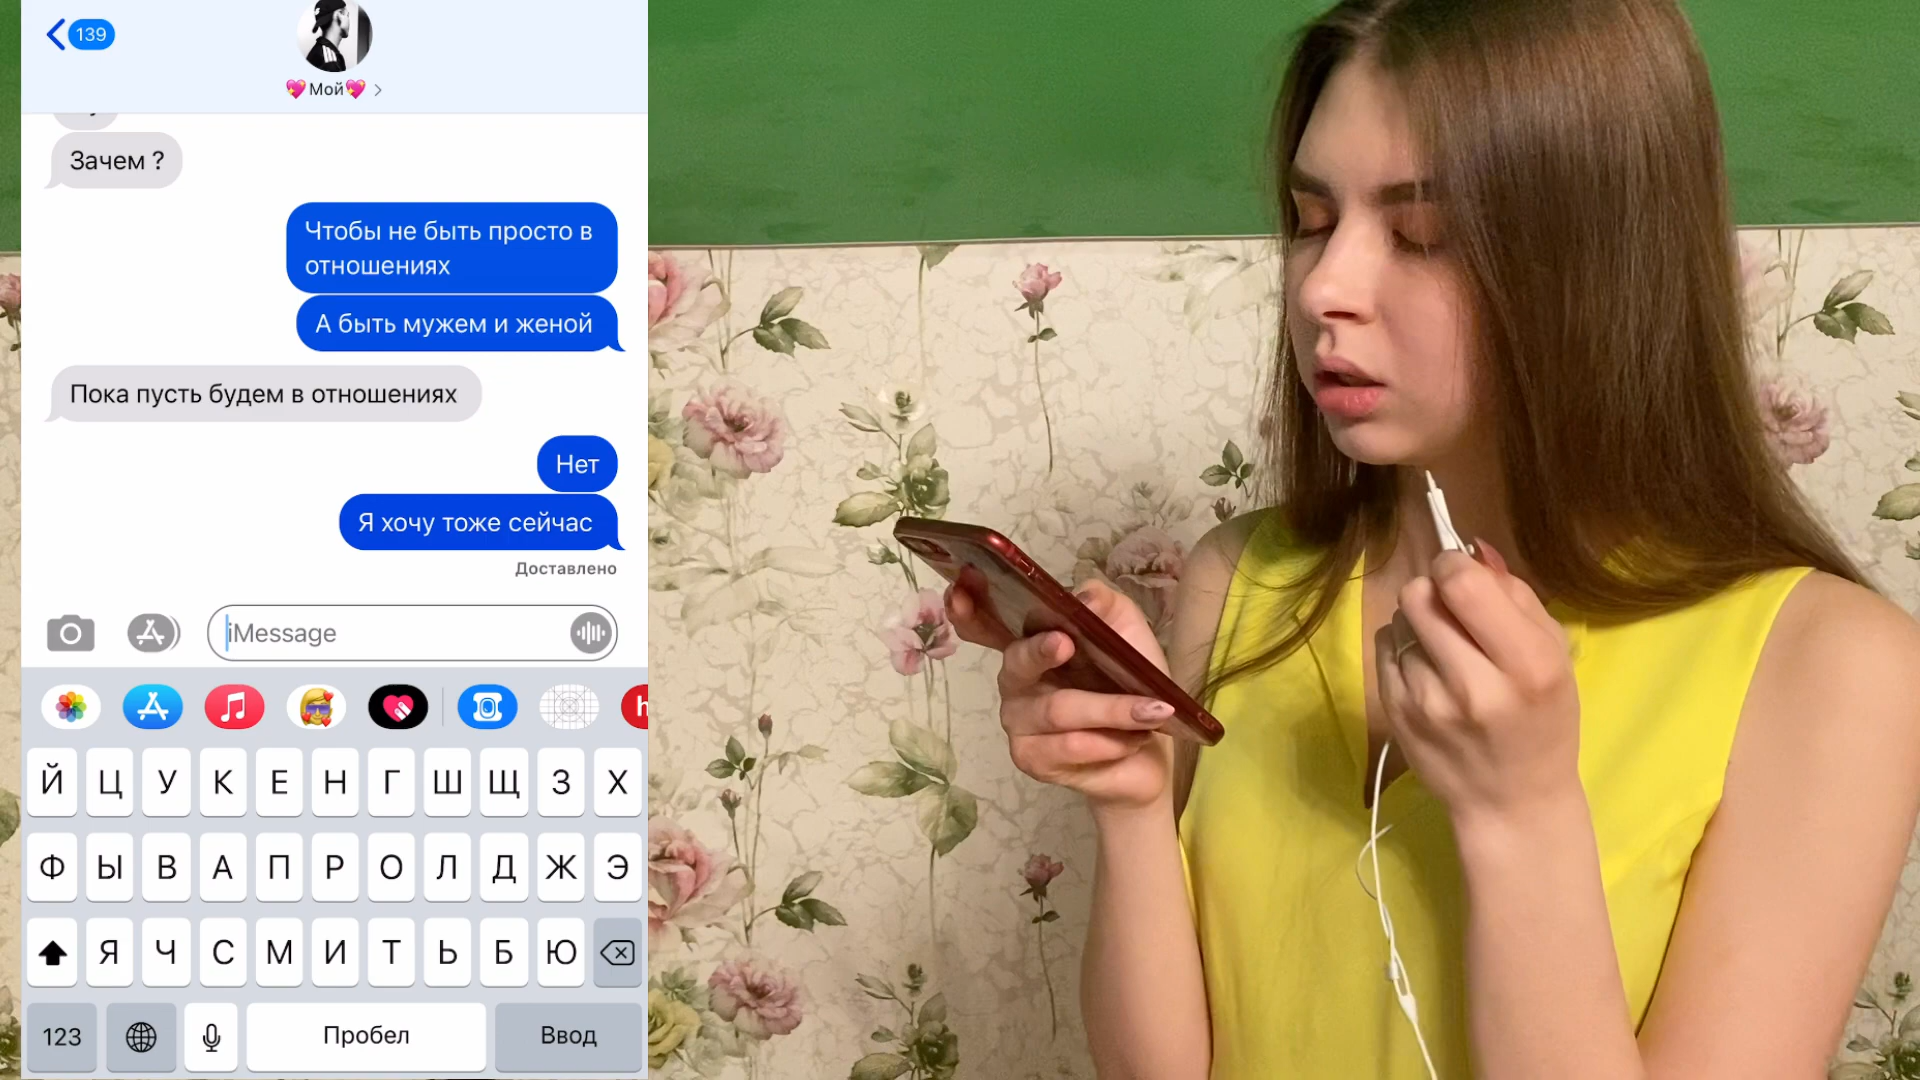 139
💖Мой💖
Зачем ?
Чтобы не быть просто в
отношениях
А быть мужем и женой
Пока пусть будем в отношениях
Нет
Я хочу тоже сейчас
Доставлено
iMessage
Й Ц У К Е Н Г Ш Щ З Х
Ф Ы В А П Р О Л Д Ж Э
Я Ч С М И Т Ь Б Ю
123 Пробел Ввод